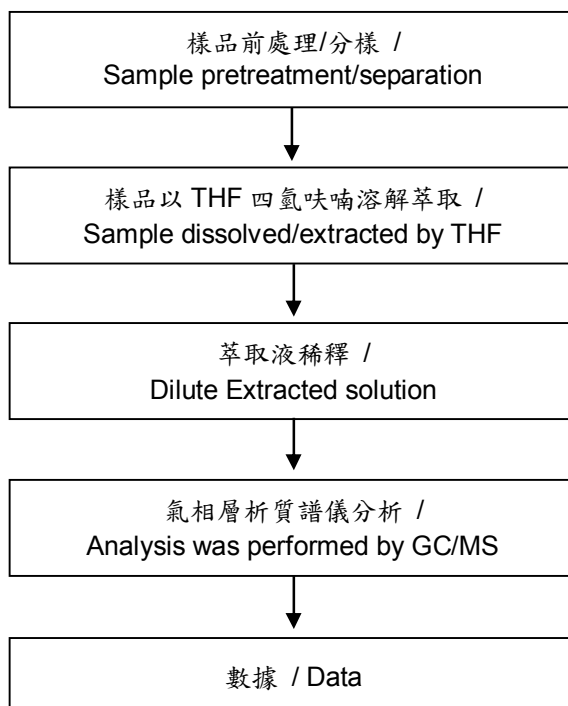 樣品前處理/分樣 /
Sample pretreatment/separation
樣品以 THF 四氫呋喃溶解萃取 /
Sample dissolved/extracted by THF
萃取液稀釋 /
Dilute Extracted solution
氣相層析質譜儀分析 /
Analysis was performed by GC/MS
數據 / Data